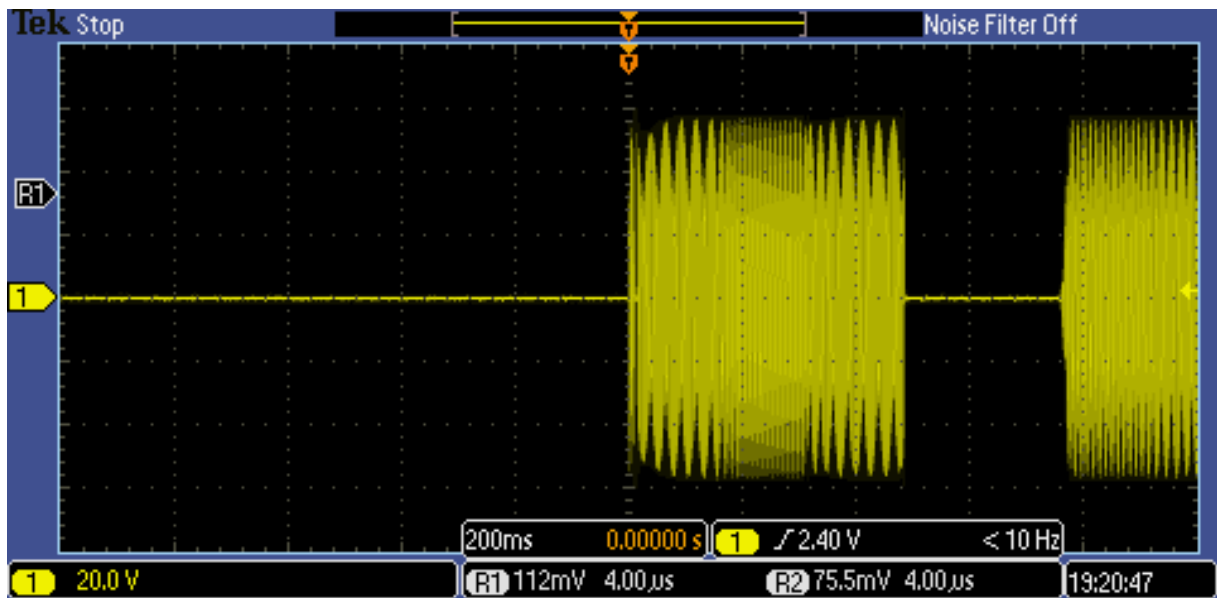 Tek Stop Noise Filter Off
T
T
R1
1
200ms 0.00000 s 1 2.40 V < 10 Hz
1 20.0 V R1 112mV 4.00µs R2 75.5mV 4.00µs 19:20:47